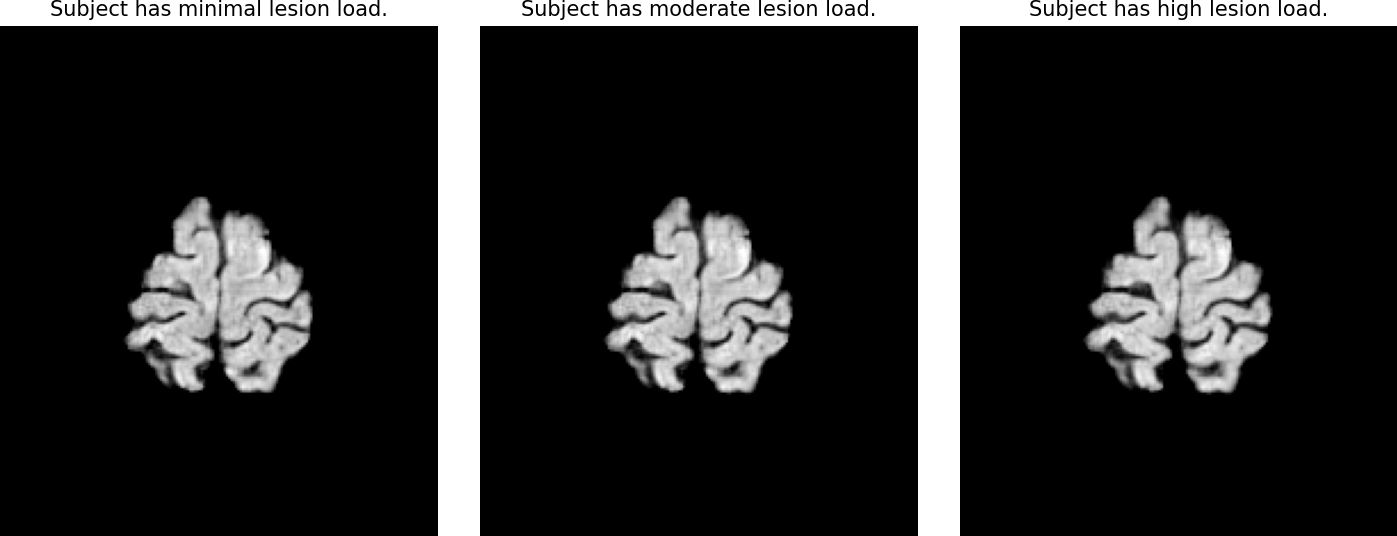 Subject has minimal lesion load.
Subject has moderate lesion load.
Subject has high lesion load.